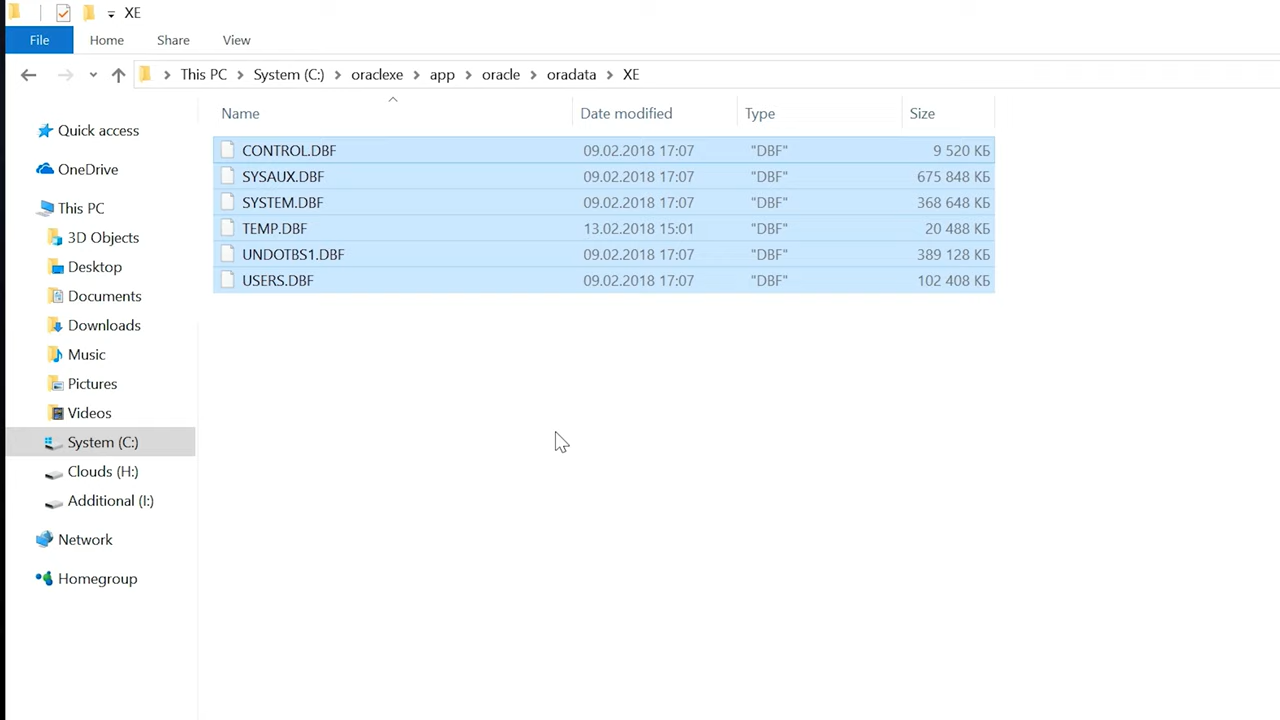 XE
File Home Share View
This PC System (C:) oraclexe app oracle oradata XE
Name Date modified Type Size
Quick access
OneDrive
This PC
3D Objects
Desktop
Documents
Downloads
Music
Pictures
Videos
System (C:)
Clouds (H:)
Additional (I:)
Network
Homegroup
CONTROL.DBF 09.02.2018 17:07 "DBF" 9 520 КБ
SYSAUX.DBF 09.02.2018 17:07 "DBF" 675 848 КБ
SYSTEM.DBF 09.02.2018 17:07 "DBF" 368 648 КБ
TEMP.DBF 13.02.2018 15:01 "DBF" 20 488 КБ
UNDOTBS1.DBF 09.02.2018 17:07 "DBF" 389 128 КБ
USERS.DBF 09.02.2018 17:07 "DBF" 102 408 КБ